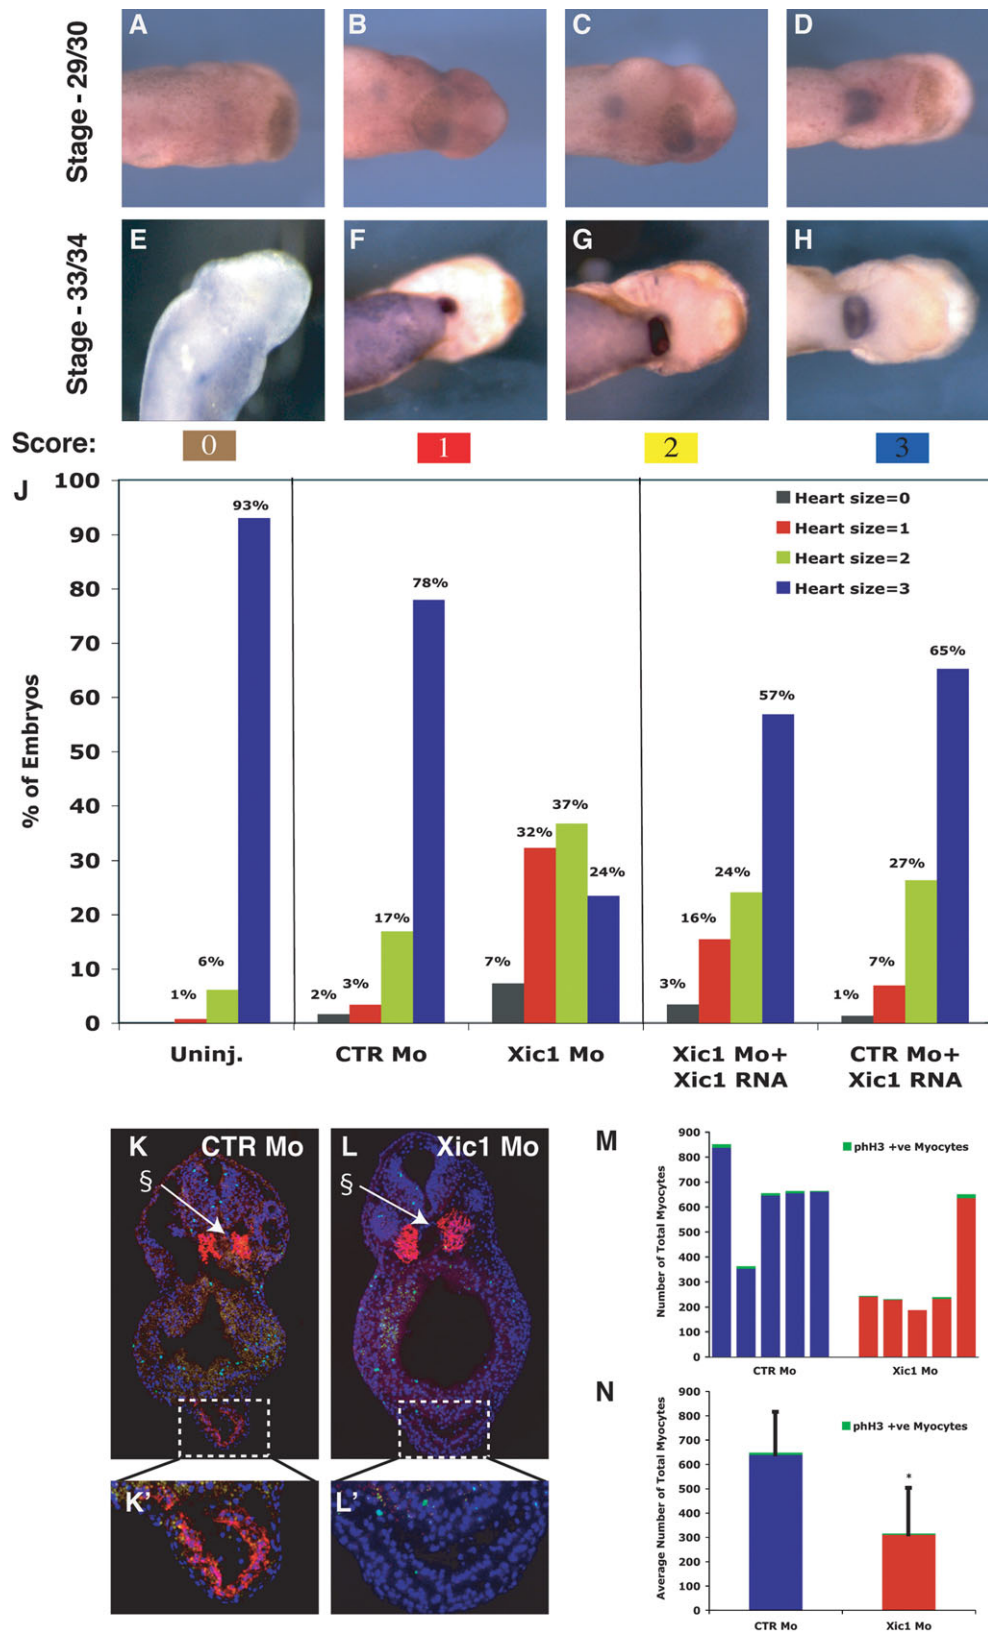 Stage - 29/30
A
B
C
D
Stage - 33/34
E
F
G
H
Score:
0
1
2
3
J
% of Embryos
100
90
80
70
60
50
40
30
20
10
0
Heart size=0
Heart size=1
Heart size=2
Heart size=3
1%
6%
93%
2%
3%
17%
78%
7%
32%
37%
24%
3%
16%
24%
57%
1%
7%
27%
65%
Uninj.
CTR Mo
Xic1 Mo
Xic1 Mo+
Xic1 RNA
CTR Mo+
Xic1 RNA
K
CTR Mo
§
L
Xic1 Mo
§
K'
L'
M
Number of Total Myocytes
900
800
700
600
500
400
300
200
100
0
phH3 +ve Myocytes
CTR Mo
Xic1 Mo
N
Average Number of Total Myocytes
900
800
700
600
500
400
300
200
100
0
phH3 +ve Myocytes
*
CTR Mo
Xic1 Mo